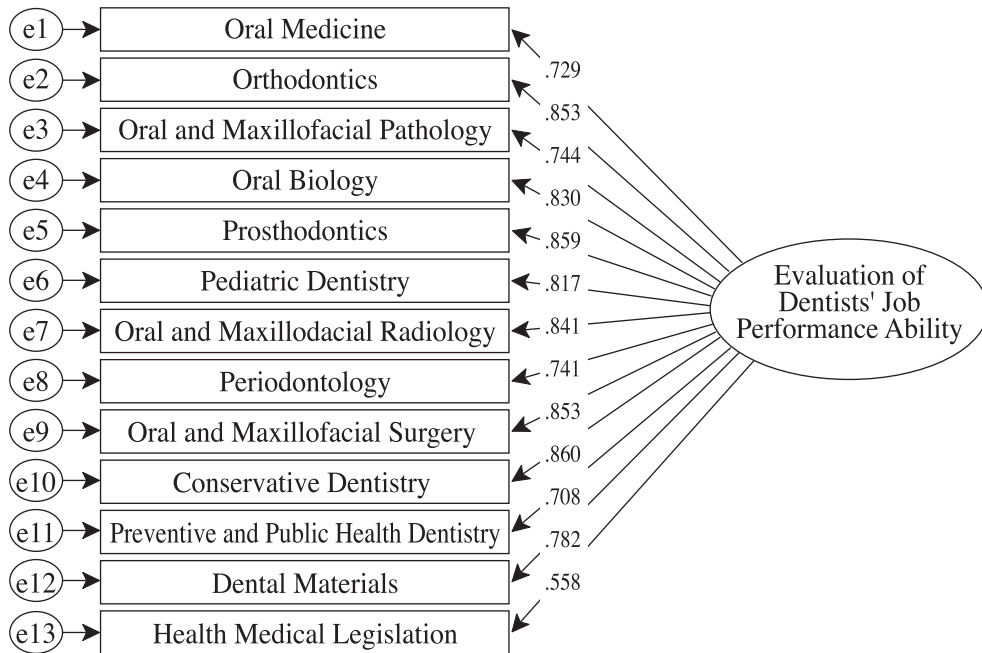 e1
Oral Medicine
e2
Orthodontics
e3
Oral and Maxillofacial Pathology
e4
Oral Biology
e5
Prosthodontics
e6
Pediatric Dentistry
e7
Oral and Maxillodacial Radiology
e8
Periodontology
e9
Oral and Maxillofacial Surgery
e10
Conservative Dentistry
e11
Preventive and Public Health Dentistry
e12
Dental Materials
e13
Health Medical Legislation
.729
.853
.744
.830
.859
.817
.841
.741
.853
.860
.708
.782
.558
Evaluation of
Dentists' Job
Performance Ability